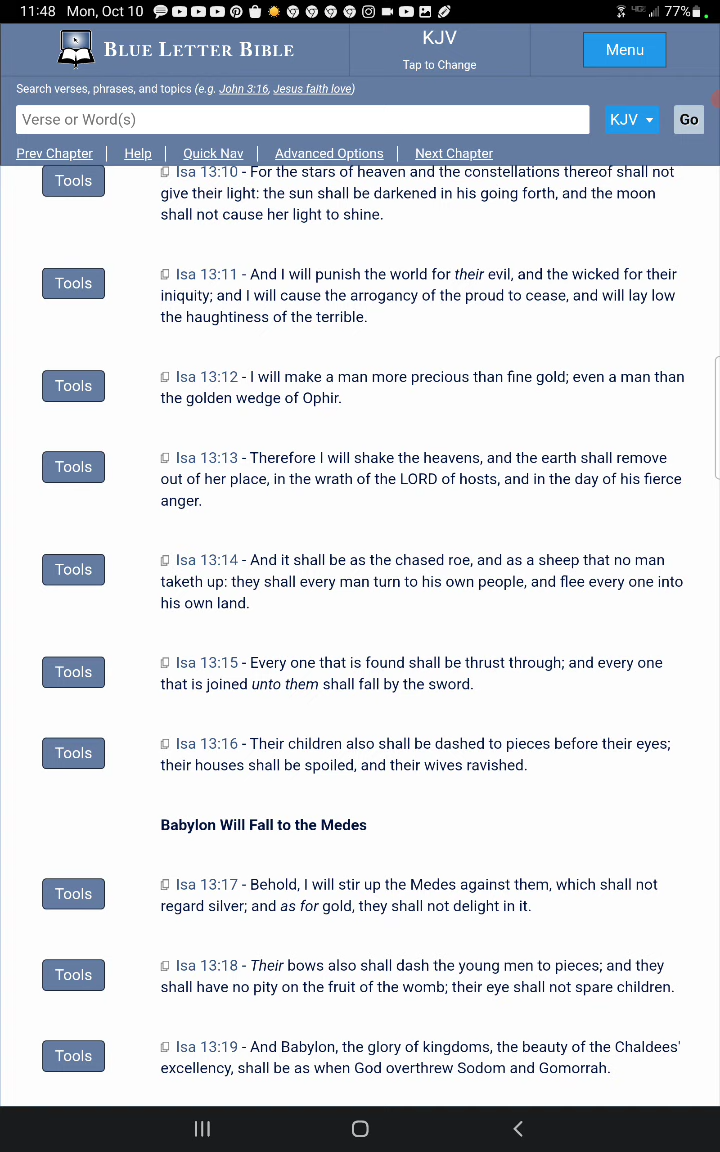 11:48 Mon, Oct 10 77%
BLUE LETTER BIBLE
KJV
Tap to Change
Menu
Search verses, phrases, and topics (e.g. John 3:16, Jesus faith love)
Verse or Word(s)
KJV
Go
Prev Chapter | Help | Quick Nav | Advanced Options | Next Chapter
Tools
Isa 13:10 - For the stars of heaven and the constellations thereof shall not
give their light: the sun shall be darkened in his going forth, and the moon
shall not cause her light to shine.
Tools
Isa 13:11 - And I will punish the world for their evil, and the wicked for their
iniquity; and I will cause the arrogancy of the proud to cease, and will lay low
the haughtiness of the terrible.
Tools
Isa 13:12 - I will make a man more precious than fine gold; even a man than
the golden wedge of Ophir.
Tools
Isa 13:13 - Therefore I will shake the heavens, and the earth shall remove
out of her place, in the wrath of the LORD of hosts, and in the day of his fierce
anger.
Tools
Isa 13:14 - And it shall be as the chased roe, and as a sheep that no man
taketh up: they shall every man turn to his own people, and flee every one into
his own land.
Tools
Isa 13:15 - Every one that is found shall be thrust through; and every one
that is joined unto them shall fall by the sword.
Tools
Isa 13:16 - Their children also shall be dashed to pieces before their eyes;
their houses shall be spoiled, and their wives ravished.
Babylon Will Fall to the Medes
Tools
Isa 13:17 - Behold, I will stir up the Medes against them, which shall not
regard silver; and as for gold, they shall not delight in it.
Tools
Isa 13:18 - Their bows also shall dash the young men to pieces; and they
shall have no pity on the fruit of the womb; their eye shall not spare children.
Tools
Isa 13:19 - And Babylon, the glory of kingdoms, the beauty of the Chaldees'
excellency, shall be as when God overthrew Sodom and Gomorrah.